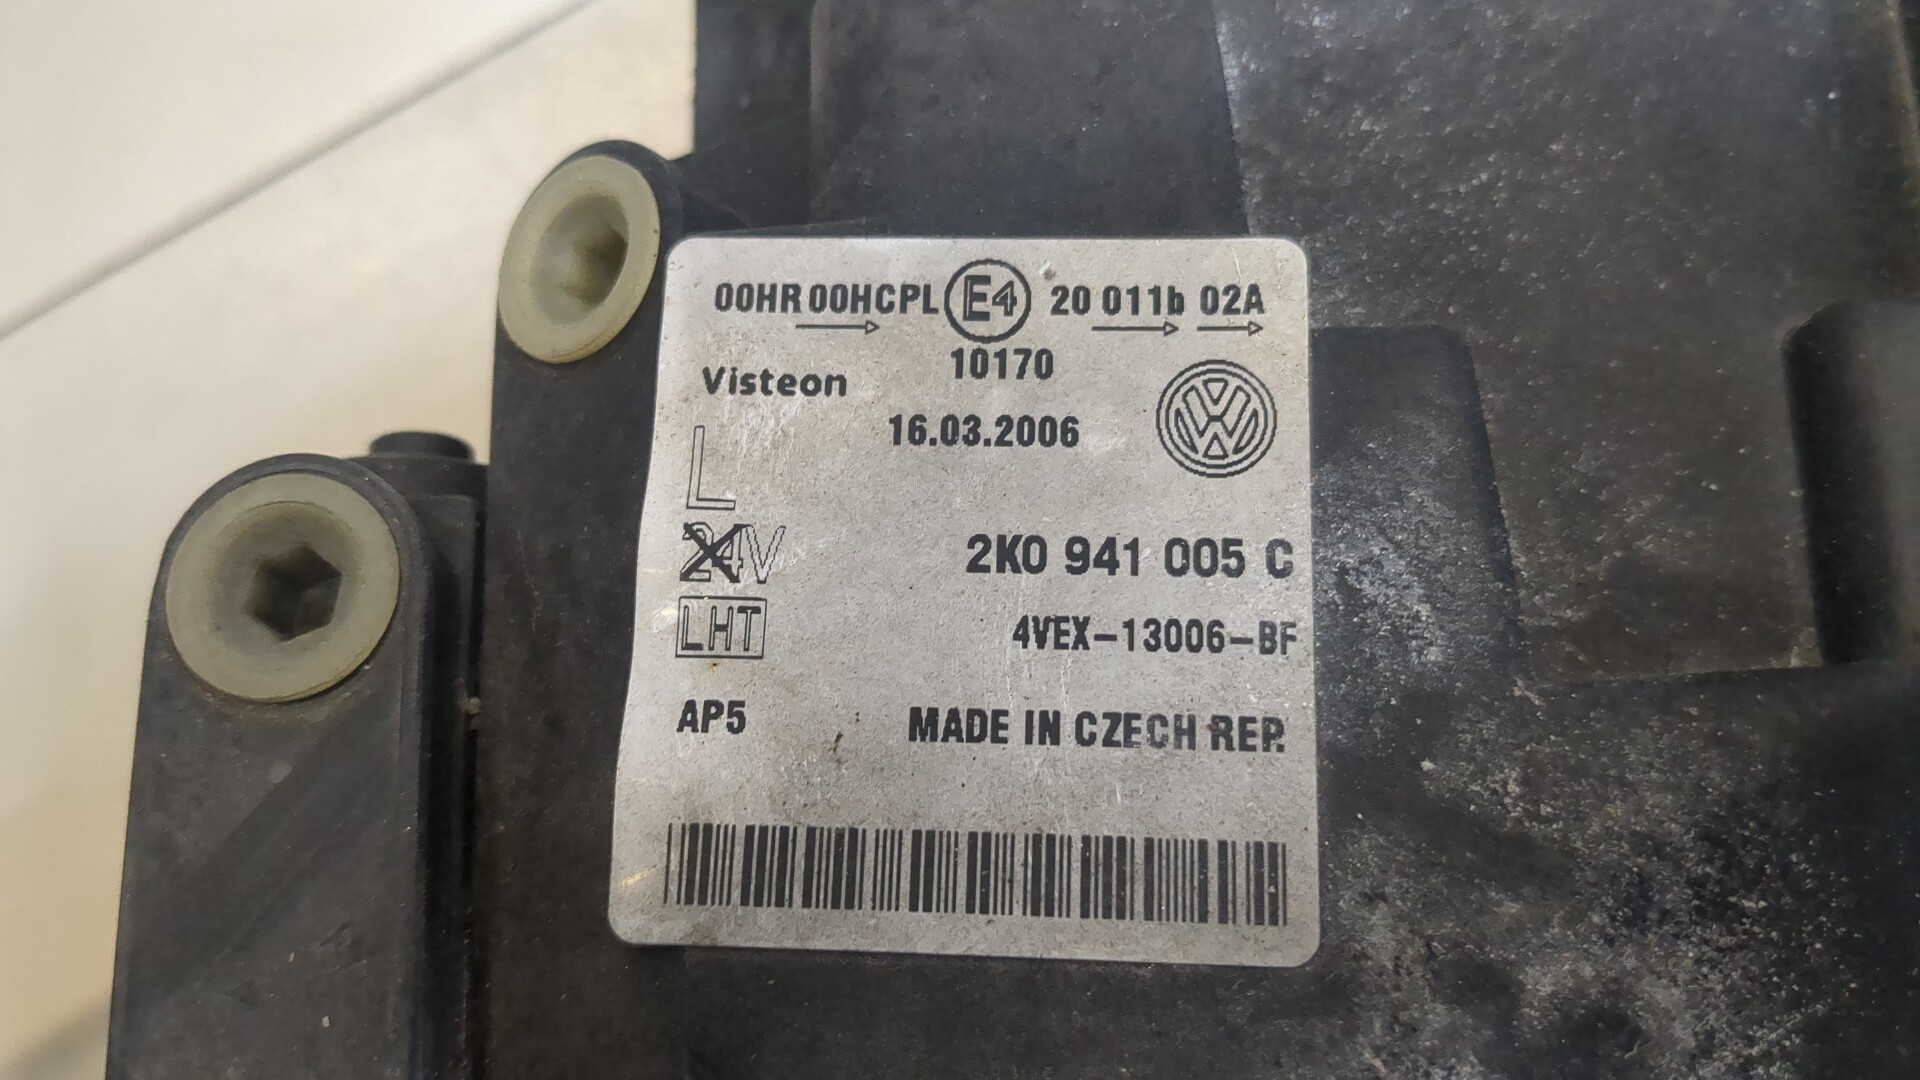 00HR 00HCPL E4 20 011b 02A
10170
Visteon
16.03.2006
L
24V
2K0 941 005 C
LHT
4VEX-13006-BF
AP5
MADE IN CZECH REP.